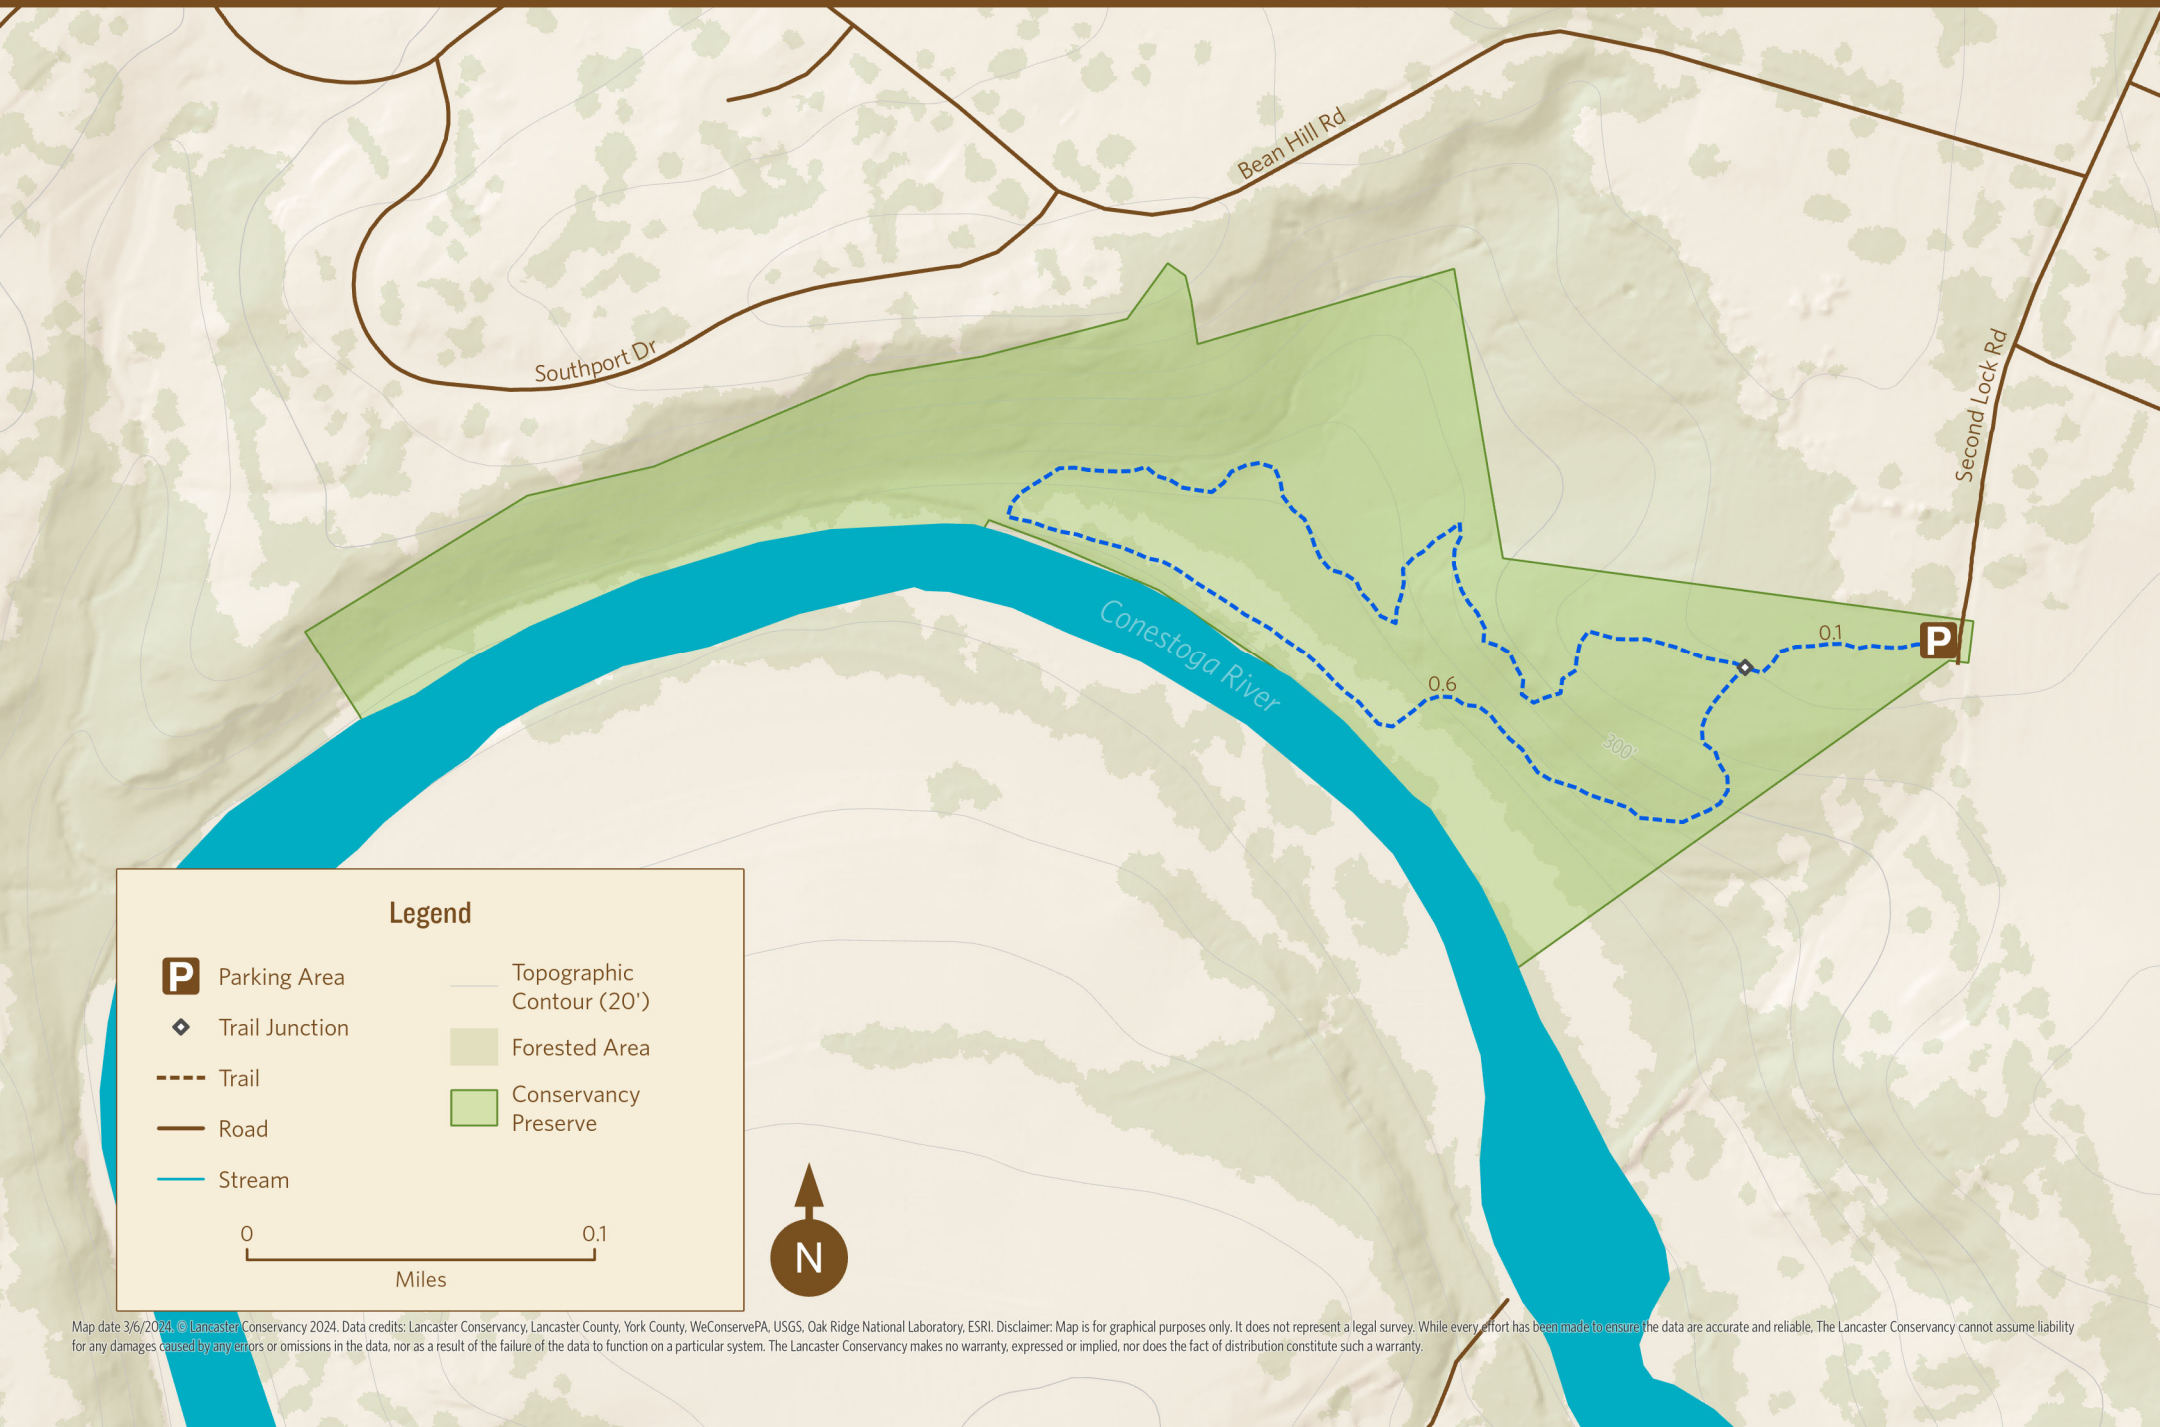 Bean Hill Rd
Southport Dr
Second Lock Rd
Conestoga River
0.1
P
0.6
300'
Legend
P Parking Area
Trail Junction
Trail
Road
Stream
Topographic
Contour (20')
Forested Area
Conservancy
Preserve
0 0.1
Miles
N
Map date 3/6/2024. © Lancaster Conservancy 2024. Data credits: Lancaster Conservancy, Lancaster County, York County, WeConservePA, USGS, Oak Ridge National Laboratory, ESRI. Disclaimer: Map is for graphical purposes only. It does not represent a legal survey. While every effort has been made to ensure the data are accurate and reliable, The Lancaster Conservancy cannot assume liability
for any damages caused by any errors or omissions in the data, nor as a result of the failure of the data to function on a particular system. The Lancaster Conservancy makes no warranty, expressed or implied, nor does the fact of distribution constitute such a warranty.